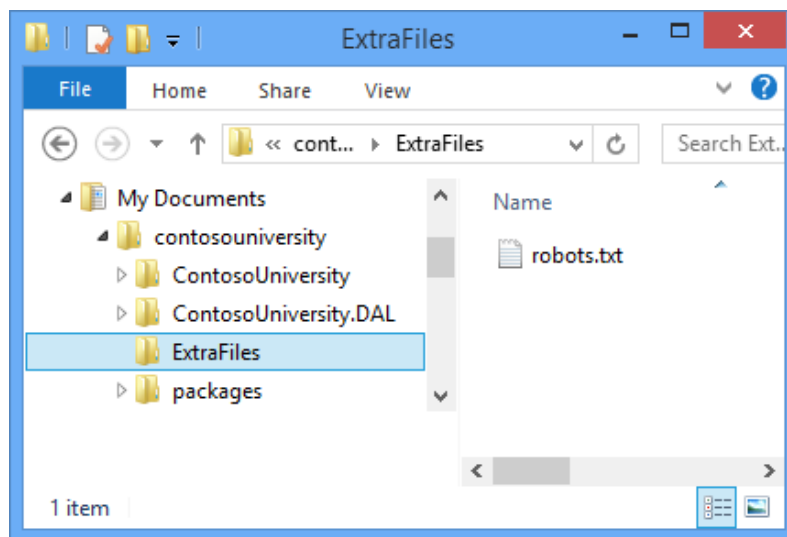 ExtraFiles
File Home Share View
« cont... ExtraFiles Search Ext..
My Documents
contosouniversity
ContosoUniversity
ContosoUniversity.DAL
ExtraFiles
packages
Name
robots.txt
1 item